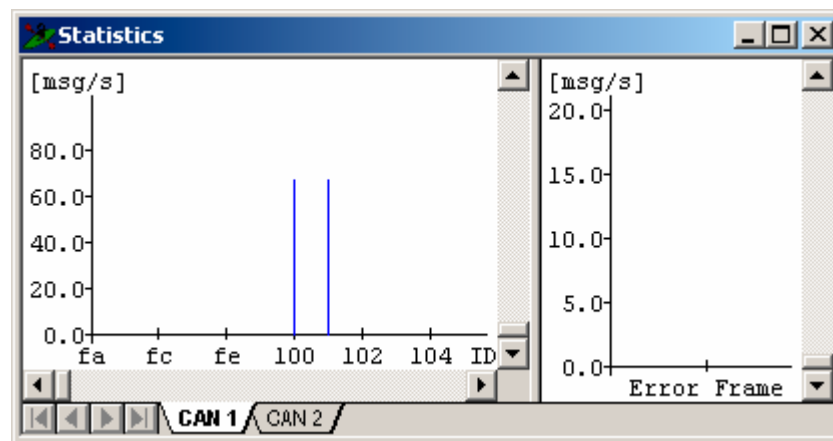 Statistics
[msg/s]
80.0
60.0
40.0
20.0
0.0
fa fc fe 100 102 104 ID
[msg/s]
20.0
15.0
10.0
5.0
0.0
Error Frame
CAN 1 CAN 2